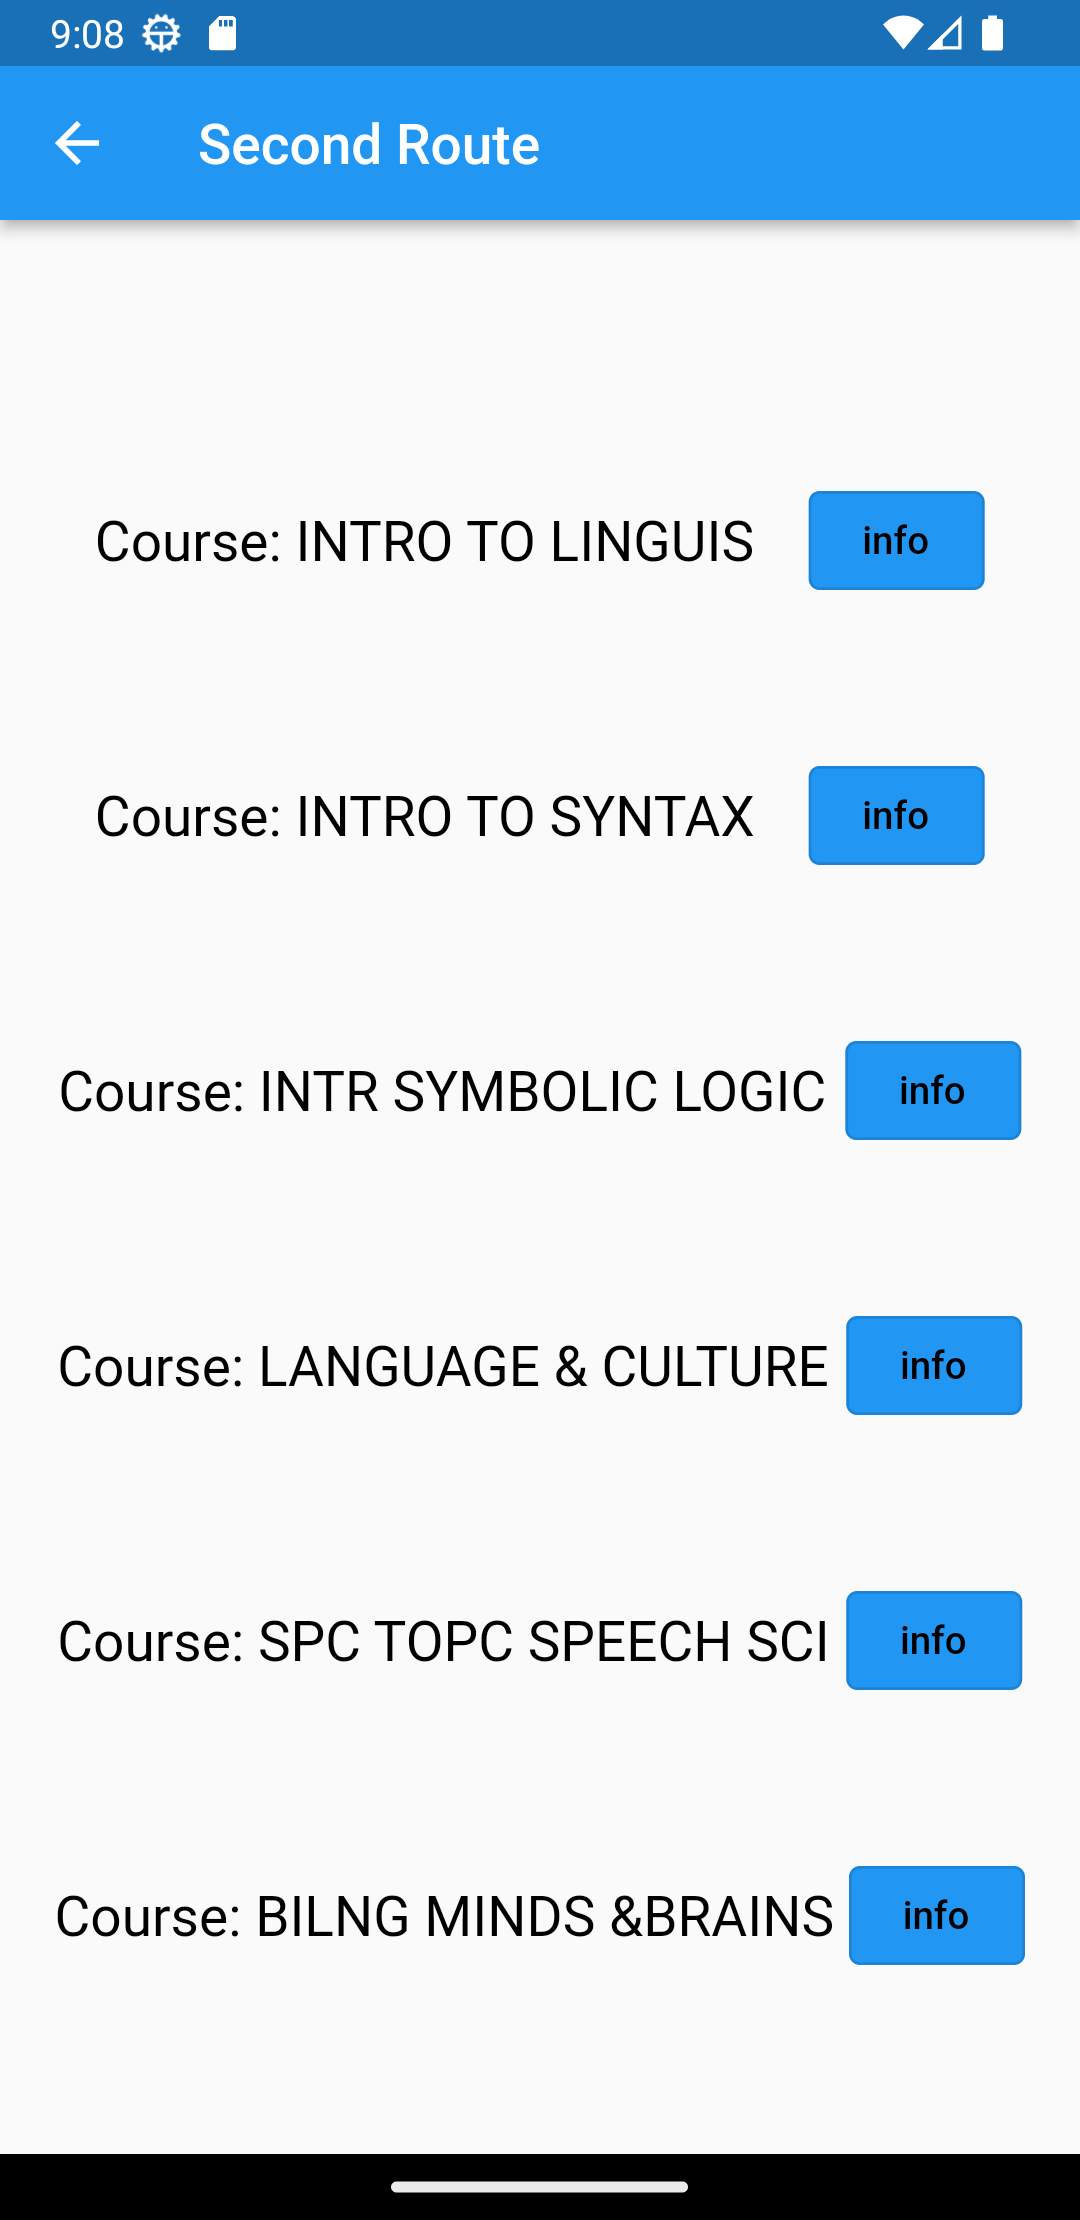 9:08
Second Route
Course: INTRO TO LINGUIS info
Course: INTRO TO SYNTAX info
Course: INTR SYMBOLIC LOGIC info
Course: LANGUAGE & CULTURE info
Course: SPC TOPC SPEECH SCI info
Course: BILNG MINDS &BRAINS info